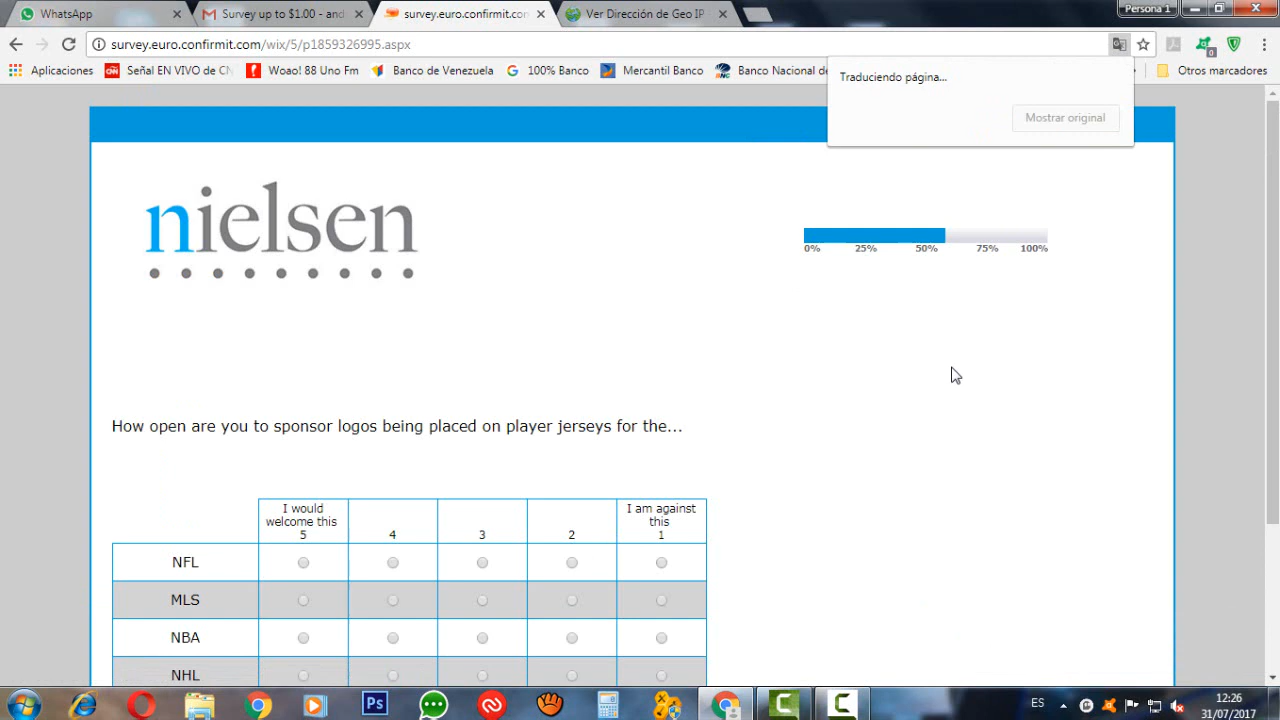 WhatsApp
Survey up to $1.00 - and
survey.euro.confirmit.com
Ver Dirección de Geo IP
Persona 1
survey.euro.confirmit.com/wix/5/p1859326995.aspx
Aplicaciones
Señal EN VIVO de CN
Woao! 88 Uno Fm
Banco de Venezuela
100% Banco
Mercantil Banco
Banco Nacional de
Otros marcadores
Traduciendo página...
Mostrar original
nielsen
0% 25% 50% 75% 100%
How open are you to sponsor logos being placed on player jerseys for the...
I would welcome this 5
4
3
2
I am against this 1
NFL
MLS
NBA
NHL
ES
12:26
31/07/2017